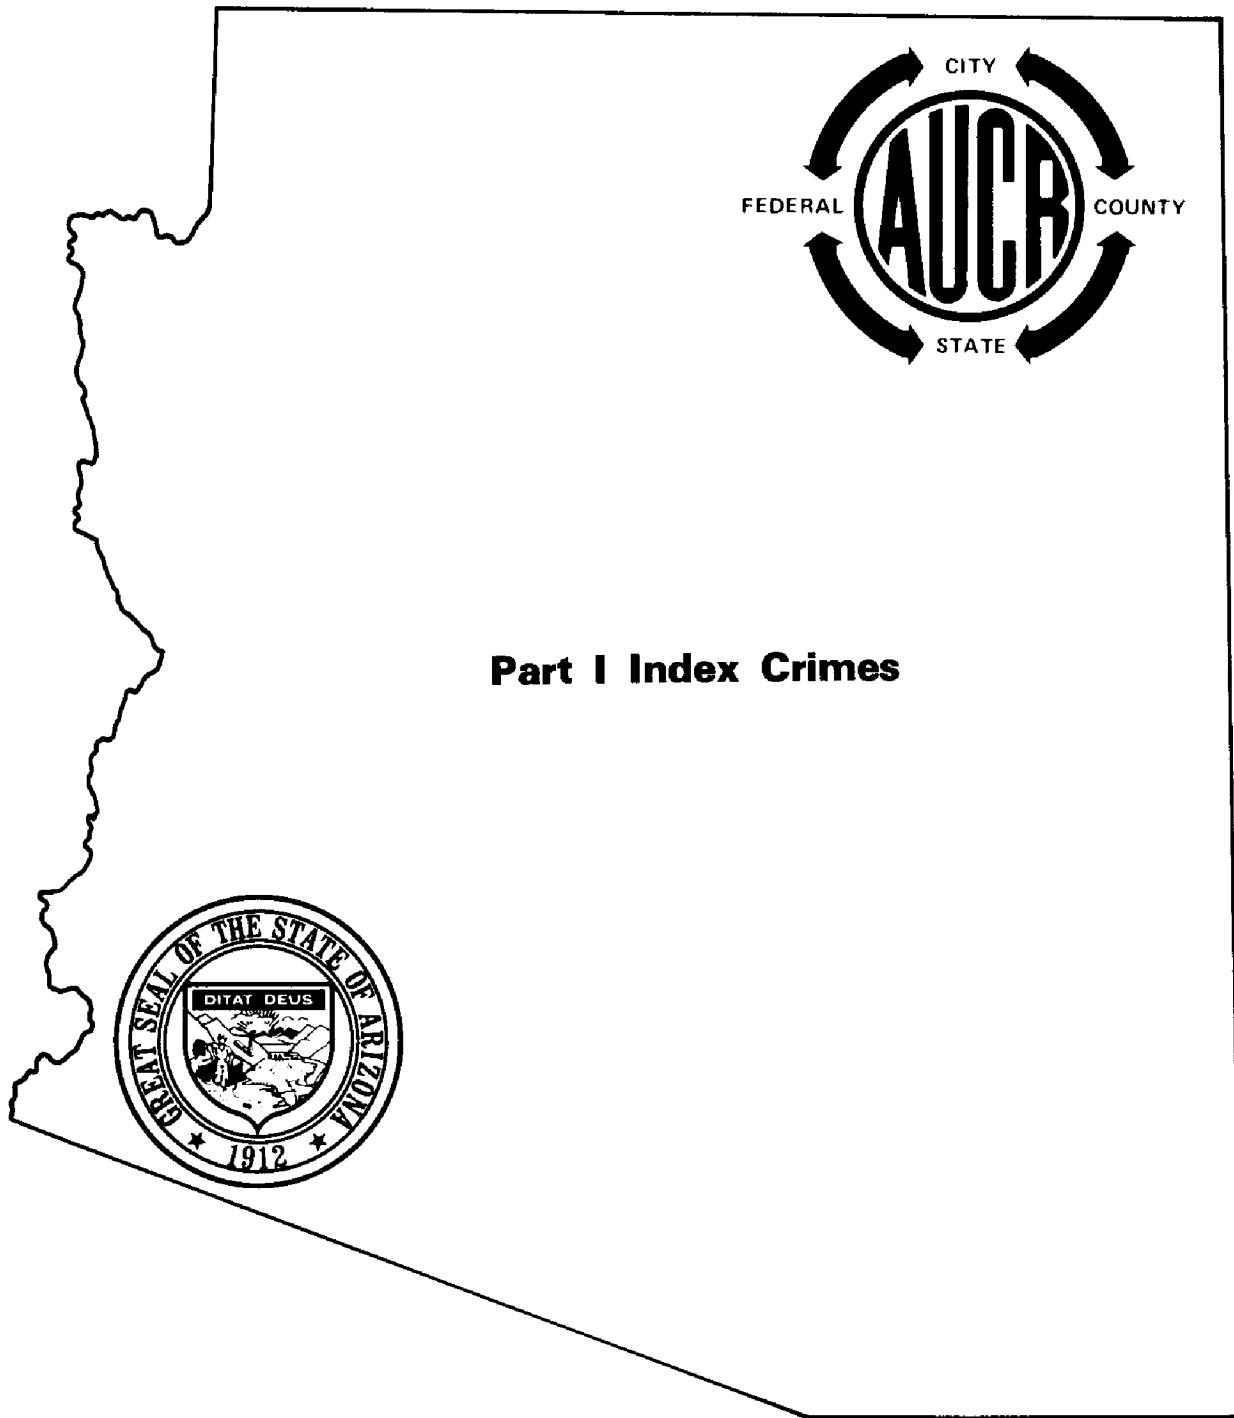 CITY
FEDERAL
AUCR
COUNTY
STATE
Part I Index Crimes
GREAT SEAL OF THE STATE OF ARIZONA
DITAT DEUS
1912